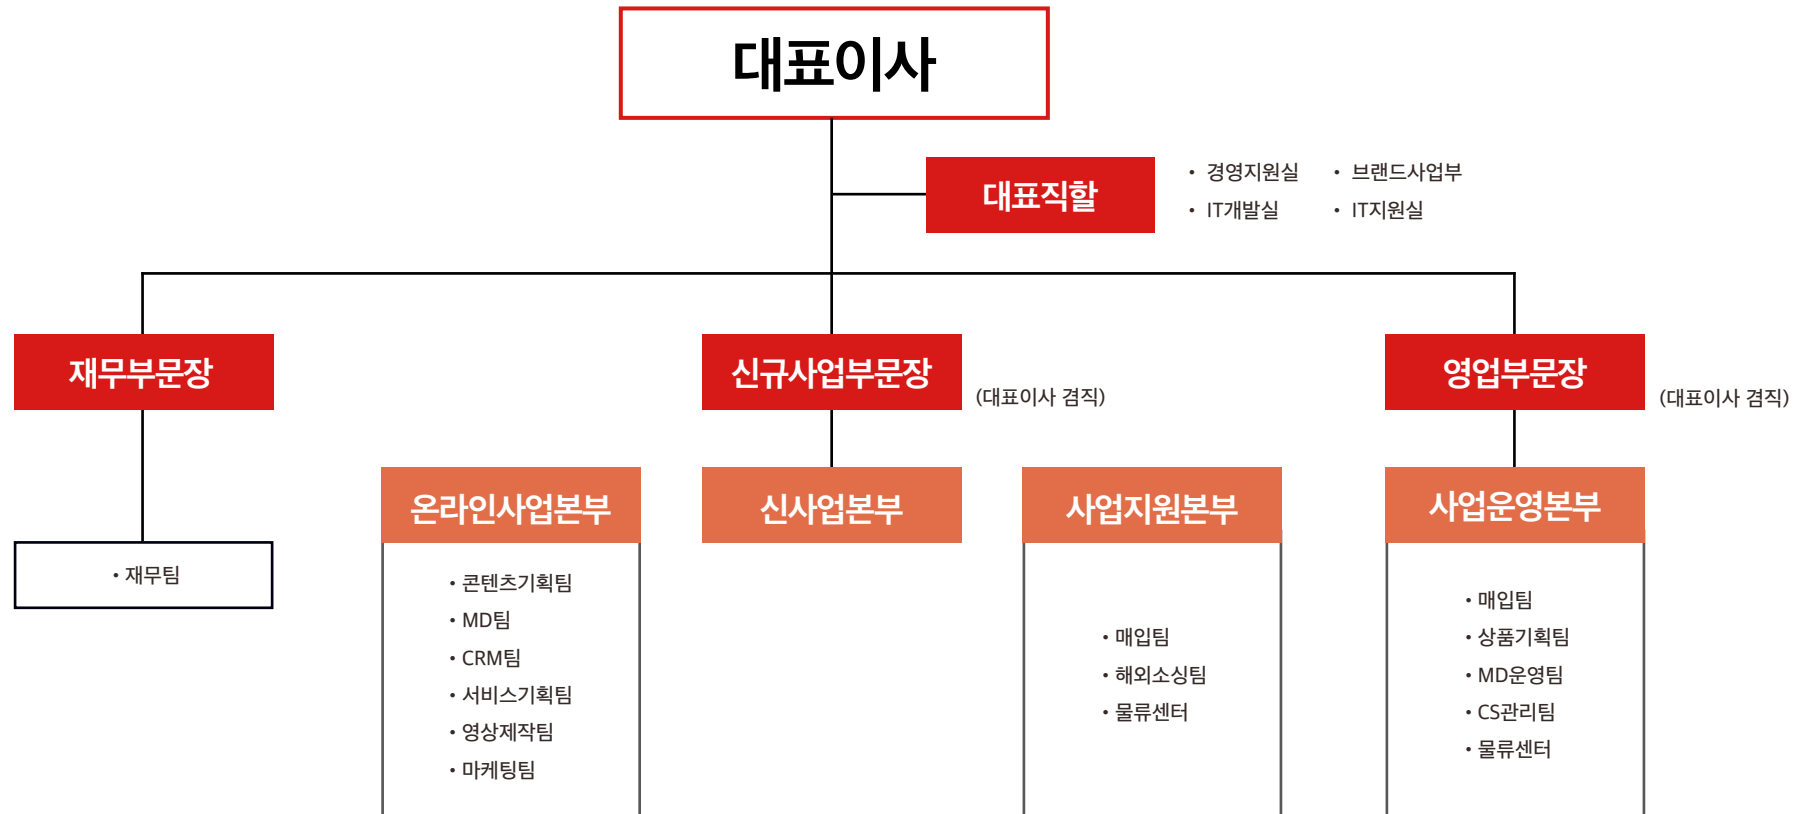 대표이사
대표직할
• 경영지원실 • 브랜드사업부
• IT개발실 • IT지원실
재무부문장
신규사업부문장
(대표이사 겸직)
영업부문장
(대표이사 겸직)
• 재무팀
온라인사업본부
• 콘텐츠기획팀
• MD팀
• CRM팀
• 서비스기획팀
• 영상제작팀
• 마케팅팀
신사업본부
사업지원본부
• 매입팀
• 해외소싱팀
• 물류센터
사업운영본부
• 매입팀
• 상품기획팀
• MD운영팀
• CS관리팀
• 물류센터